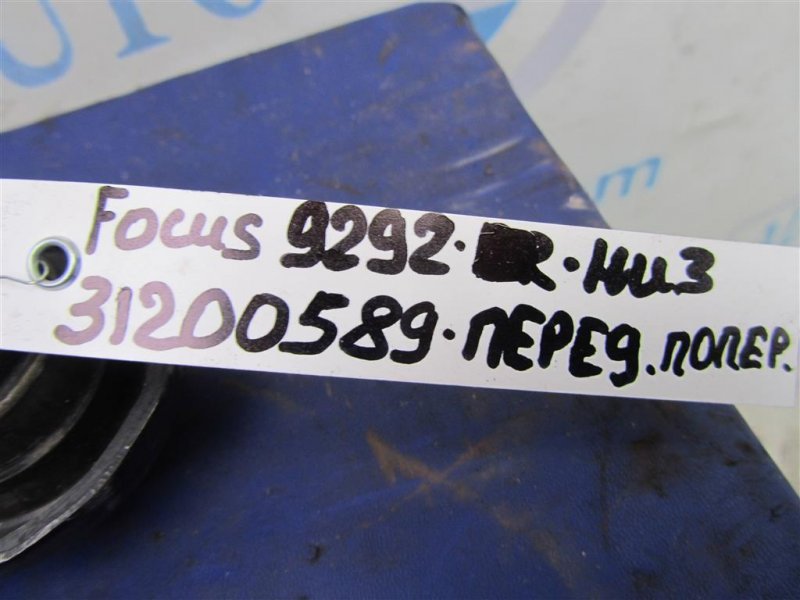 Focus 9292. R. НИЗ
31200589. ПЕРЕД. ПОПЕР.